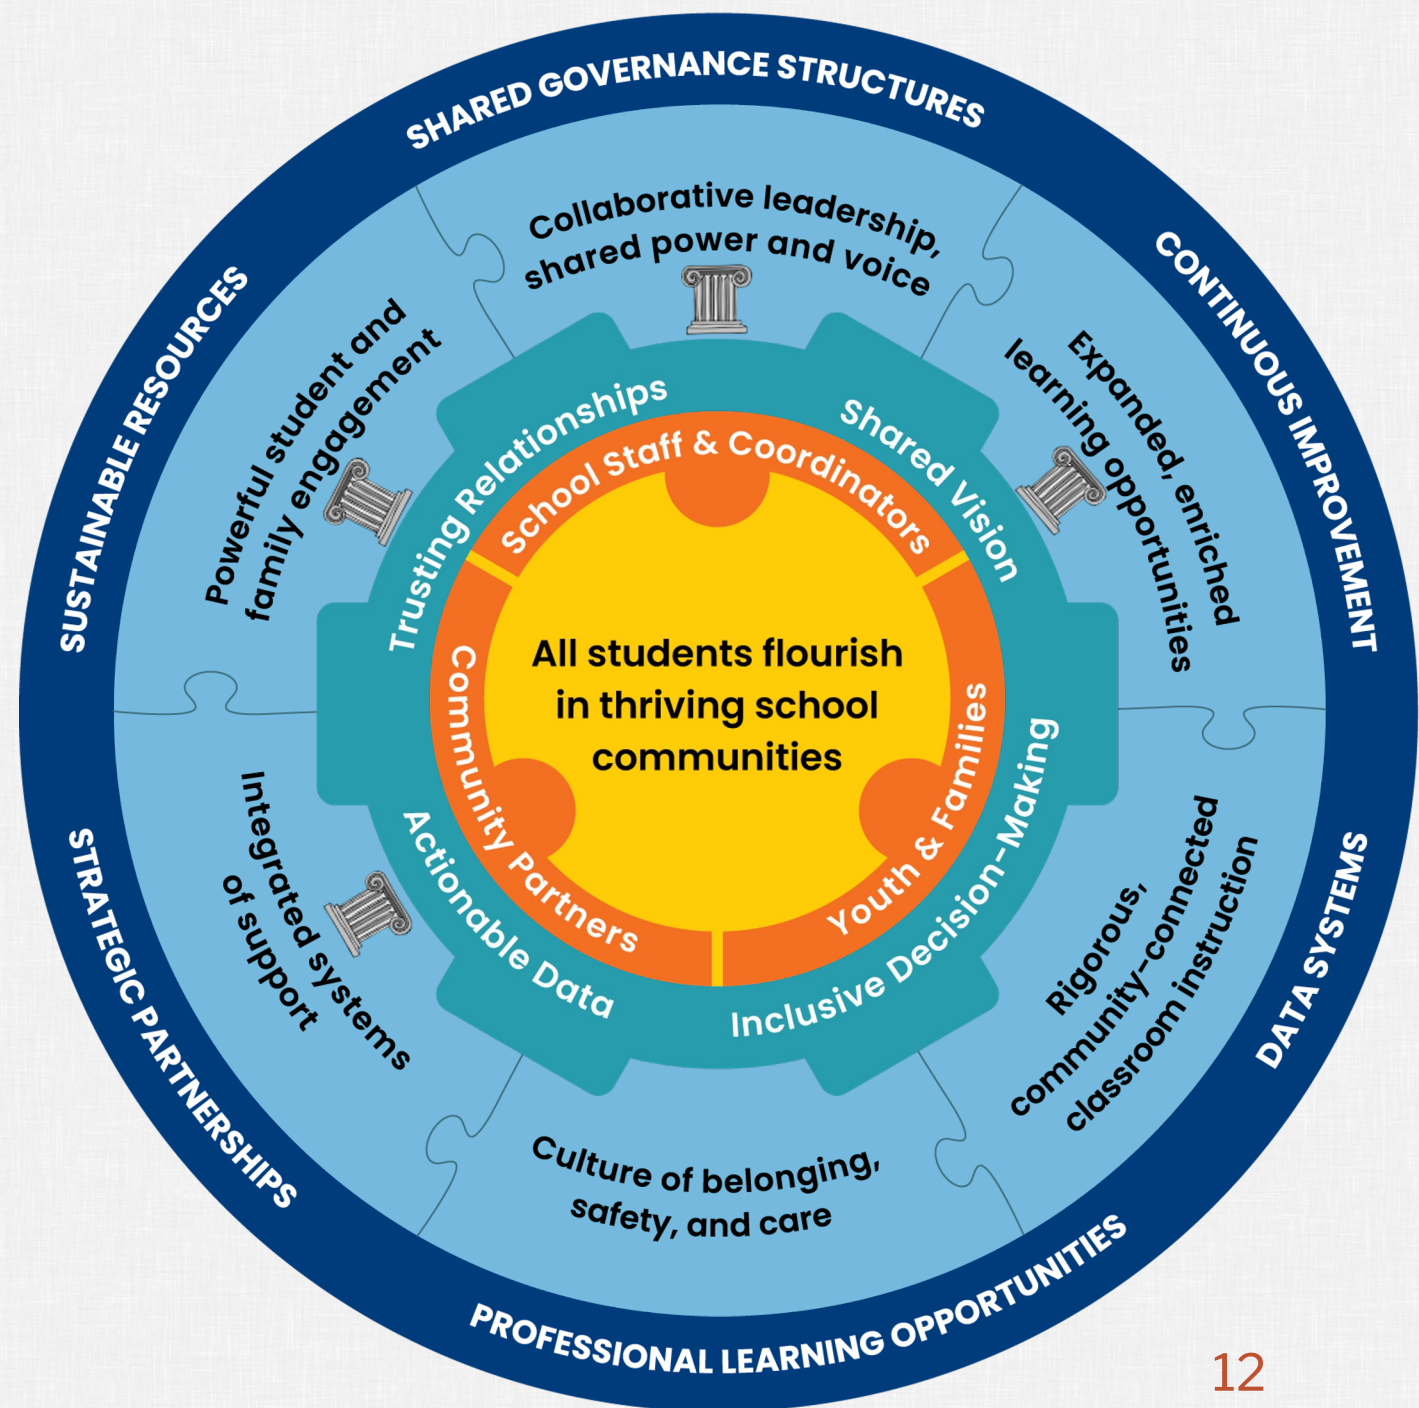 SHARED GOVERNANCE STRUCTURES
CONTINUOUS IMPROVEMENT
DATA SYSTEMS
PROFESSIONAL LEARNING OPPORTUNITIES
STRATEGIC PARTNERSHIPS
SUSTAINABLE RESOURCES
Collaborative leadership,
shared power and voice
Expanded, enriched
learning opportunities
Rigorous,
community-connected
classroom instruction
Culture of belonging,
safety, and care
Integrated systems
of support
Powerful student and
family engagement
Trusting Relationships
Shared Vision
Inclusive Decision-Making
Actionable Data
School Staff & Coordinators
Youth & Families
Community Partners
All students flourish
in thriving school
communities
12